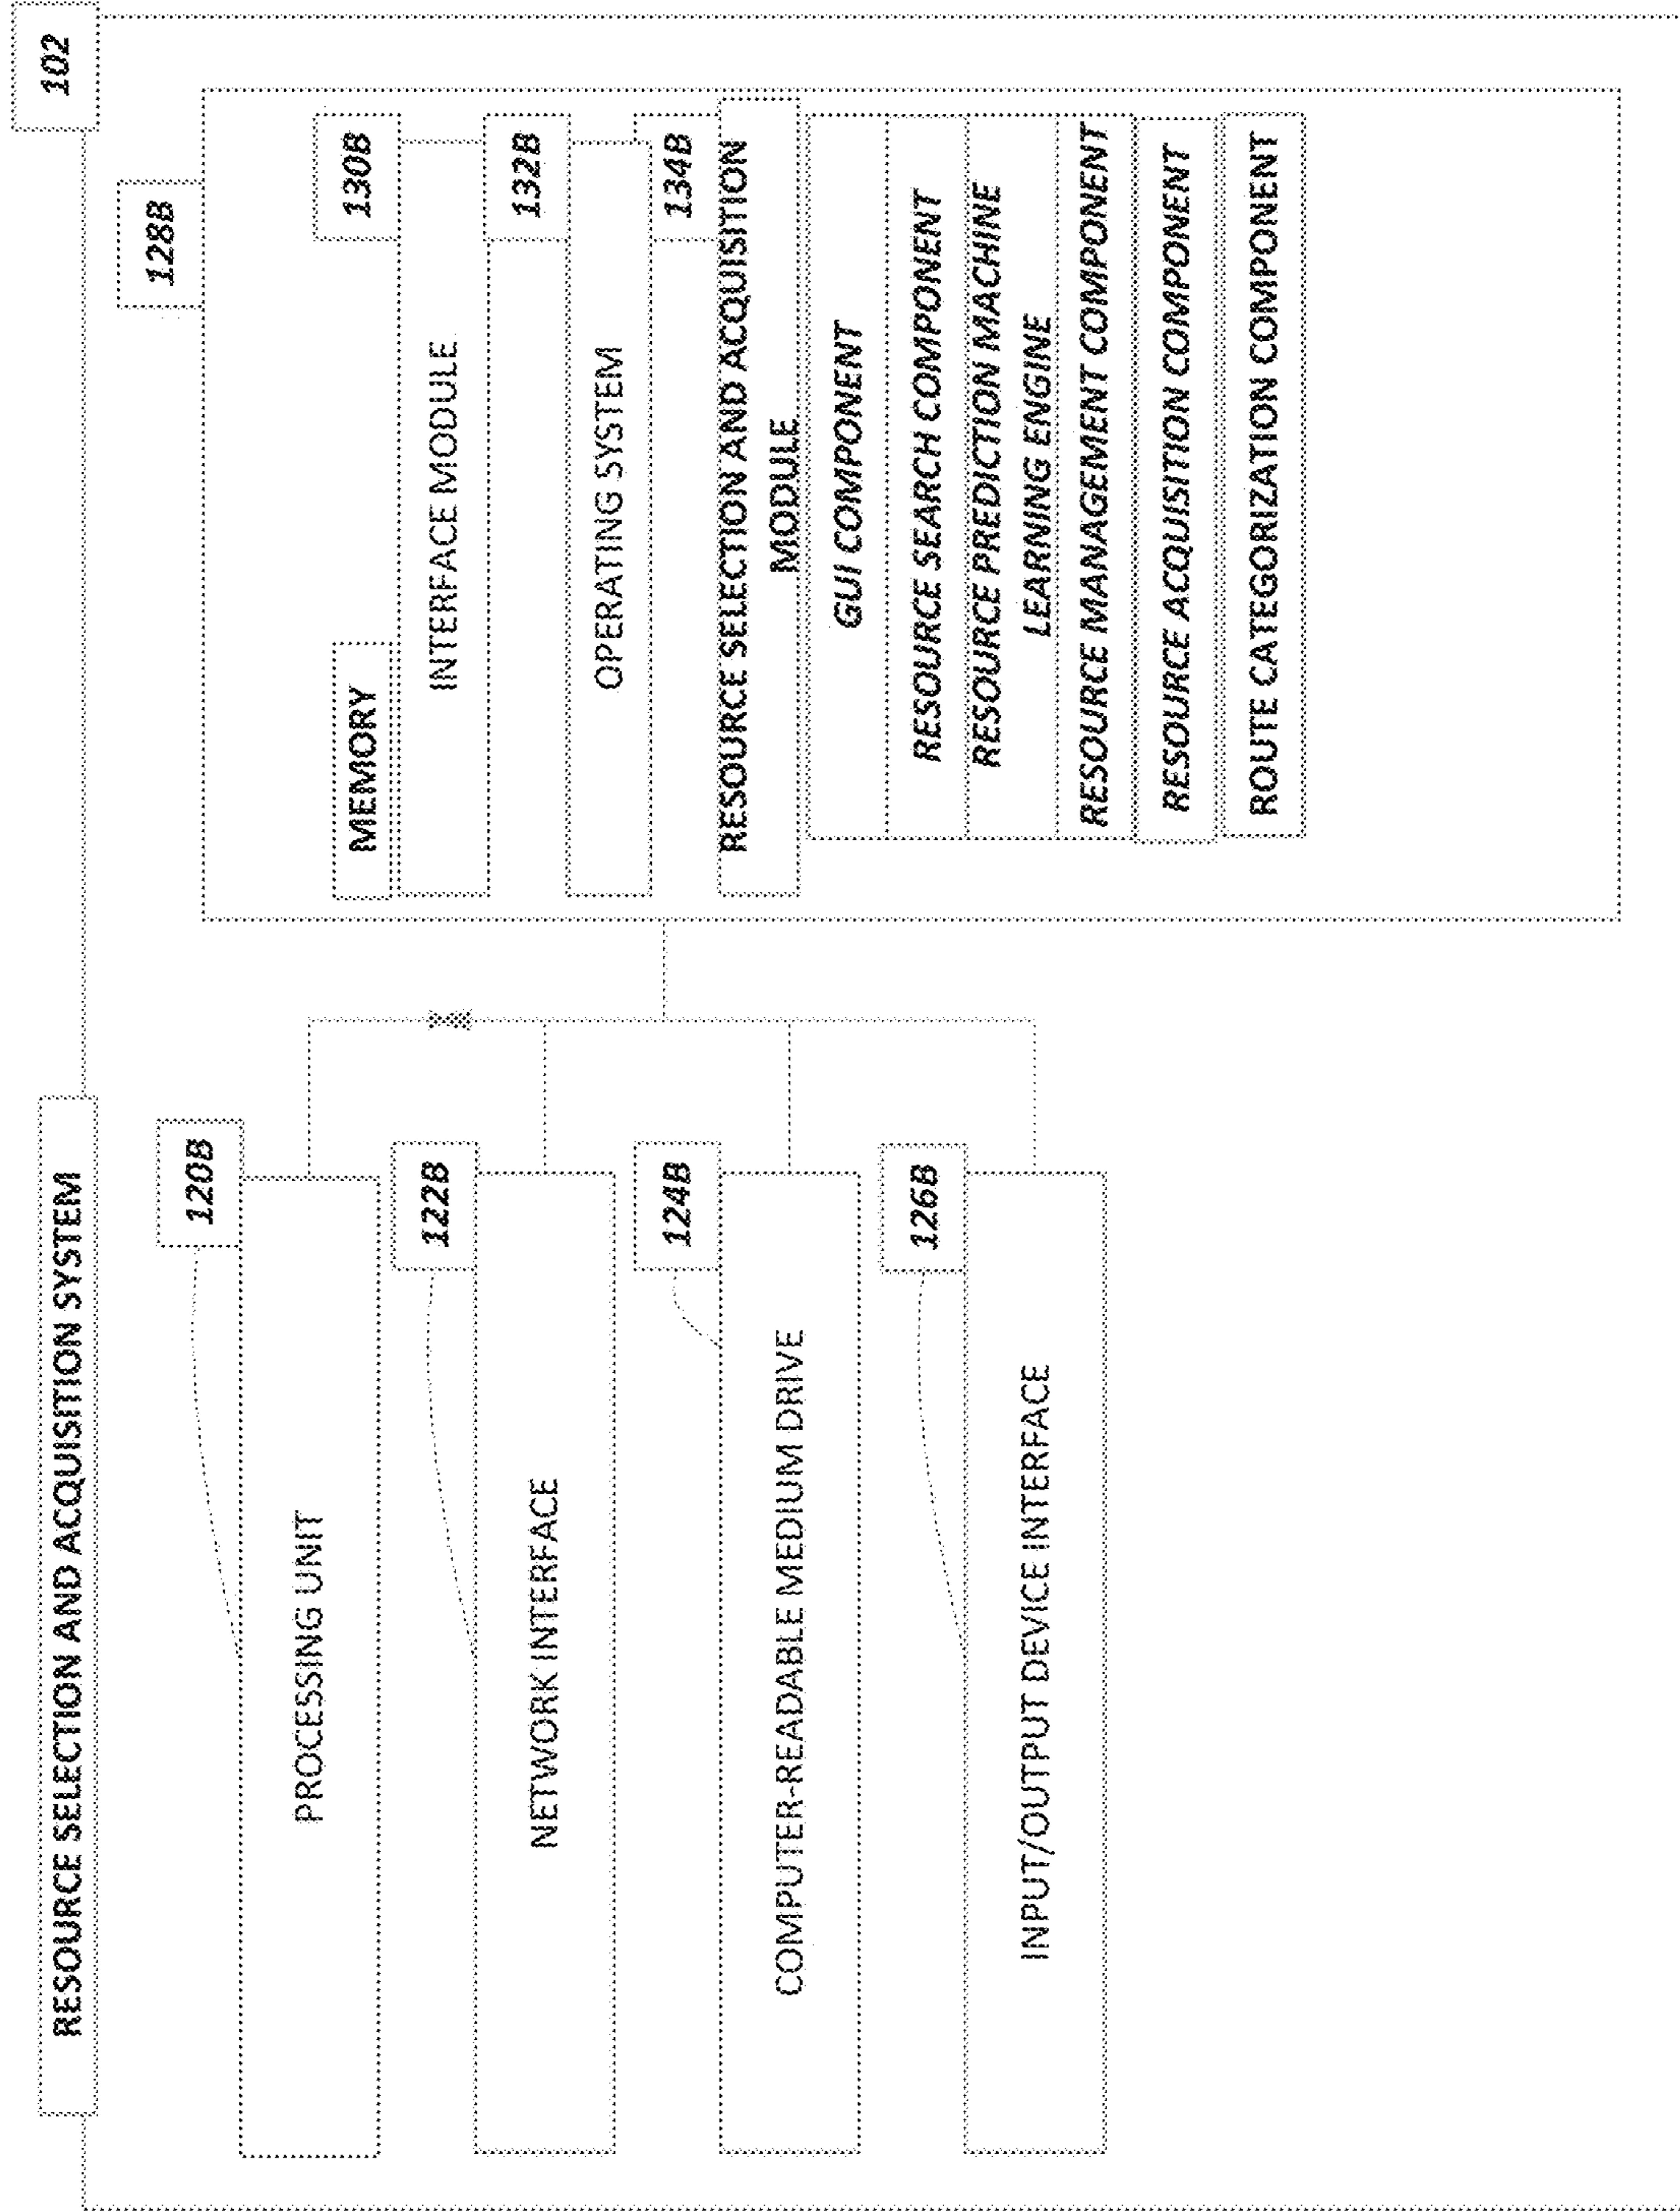 RESOURCE SELECTION AND ACQUISITION SYSTEM
102
120B
PROCESSING UNIT
122B
NETWORK INTERFACE
124B
COMPUTER-READABLE MEDIUM DRIVE
126B
INPUT/OUTPUT DEVICE INTERFACE
128B
MEMORY
130B
INTERFACE MODULE
132B
OPERATING SYSTEM
134B
RESOURCE SELECTION AND ACQUISITION
MODULE
GUI COMPONENT
RESOURCE SEARCH COMPONENT
RESOURCE PREDICTION MACHINE
LEARNING ENGINE
RESOURCE MANAGEMENT COMPONENT
RESOURCE ACQUISITION COMPONENT
ROUTE CATEGORIZATION COMPONENT